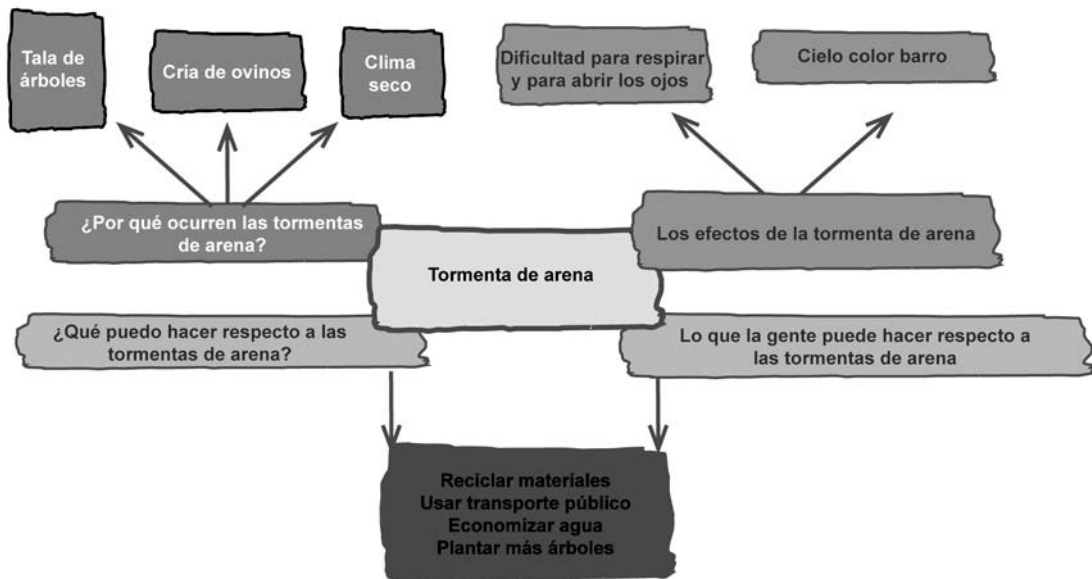 Tala de
árboles
Cría de ovinos
Clima
seco
Dificultad para respirar
y para abrir los ojos
Cielo color barro
¿Por qué ocurren las tormentas
de arena?
Los efectos de la tormenta de arena
Tormenta de arena
¿Qué puedo hacer respecto a las
tormentas de arena?
Lo que la gente puede hacer respecto a
las tormentas de arena
Reciclar materiales
Usar transporte público
Economizar agua
Plantar más árboles